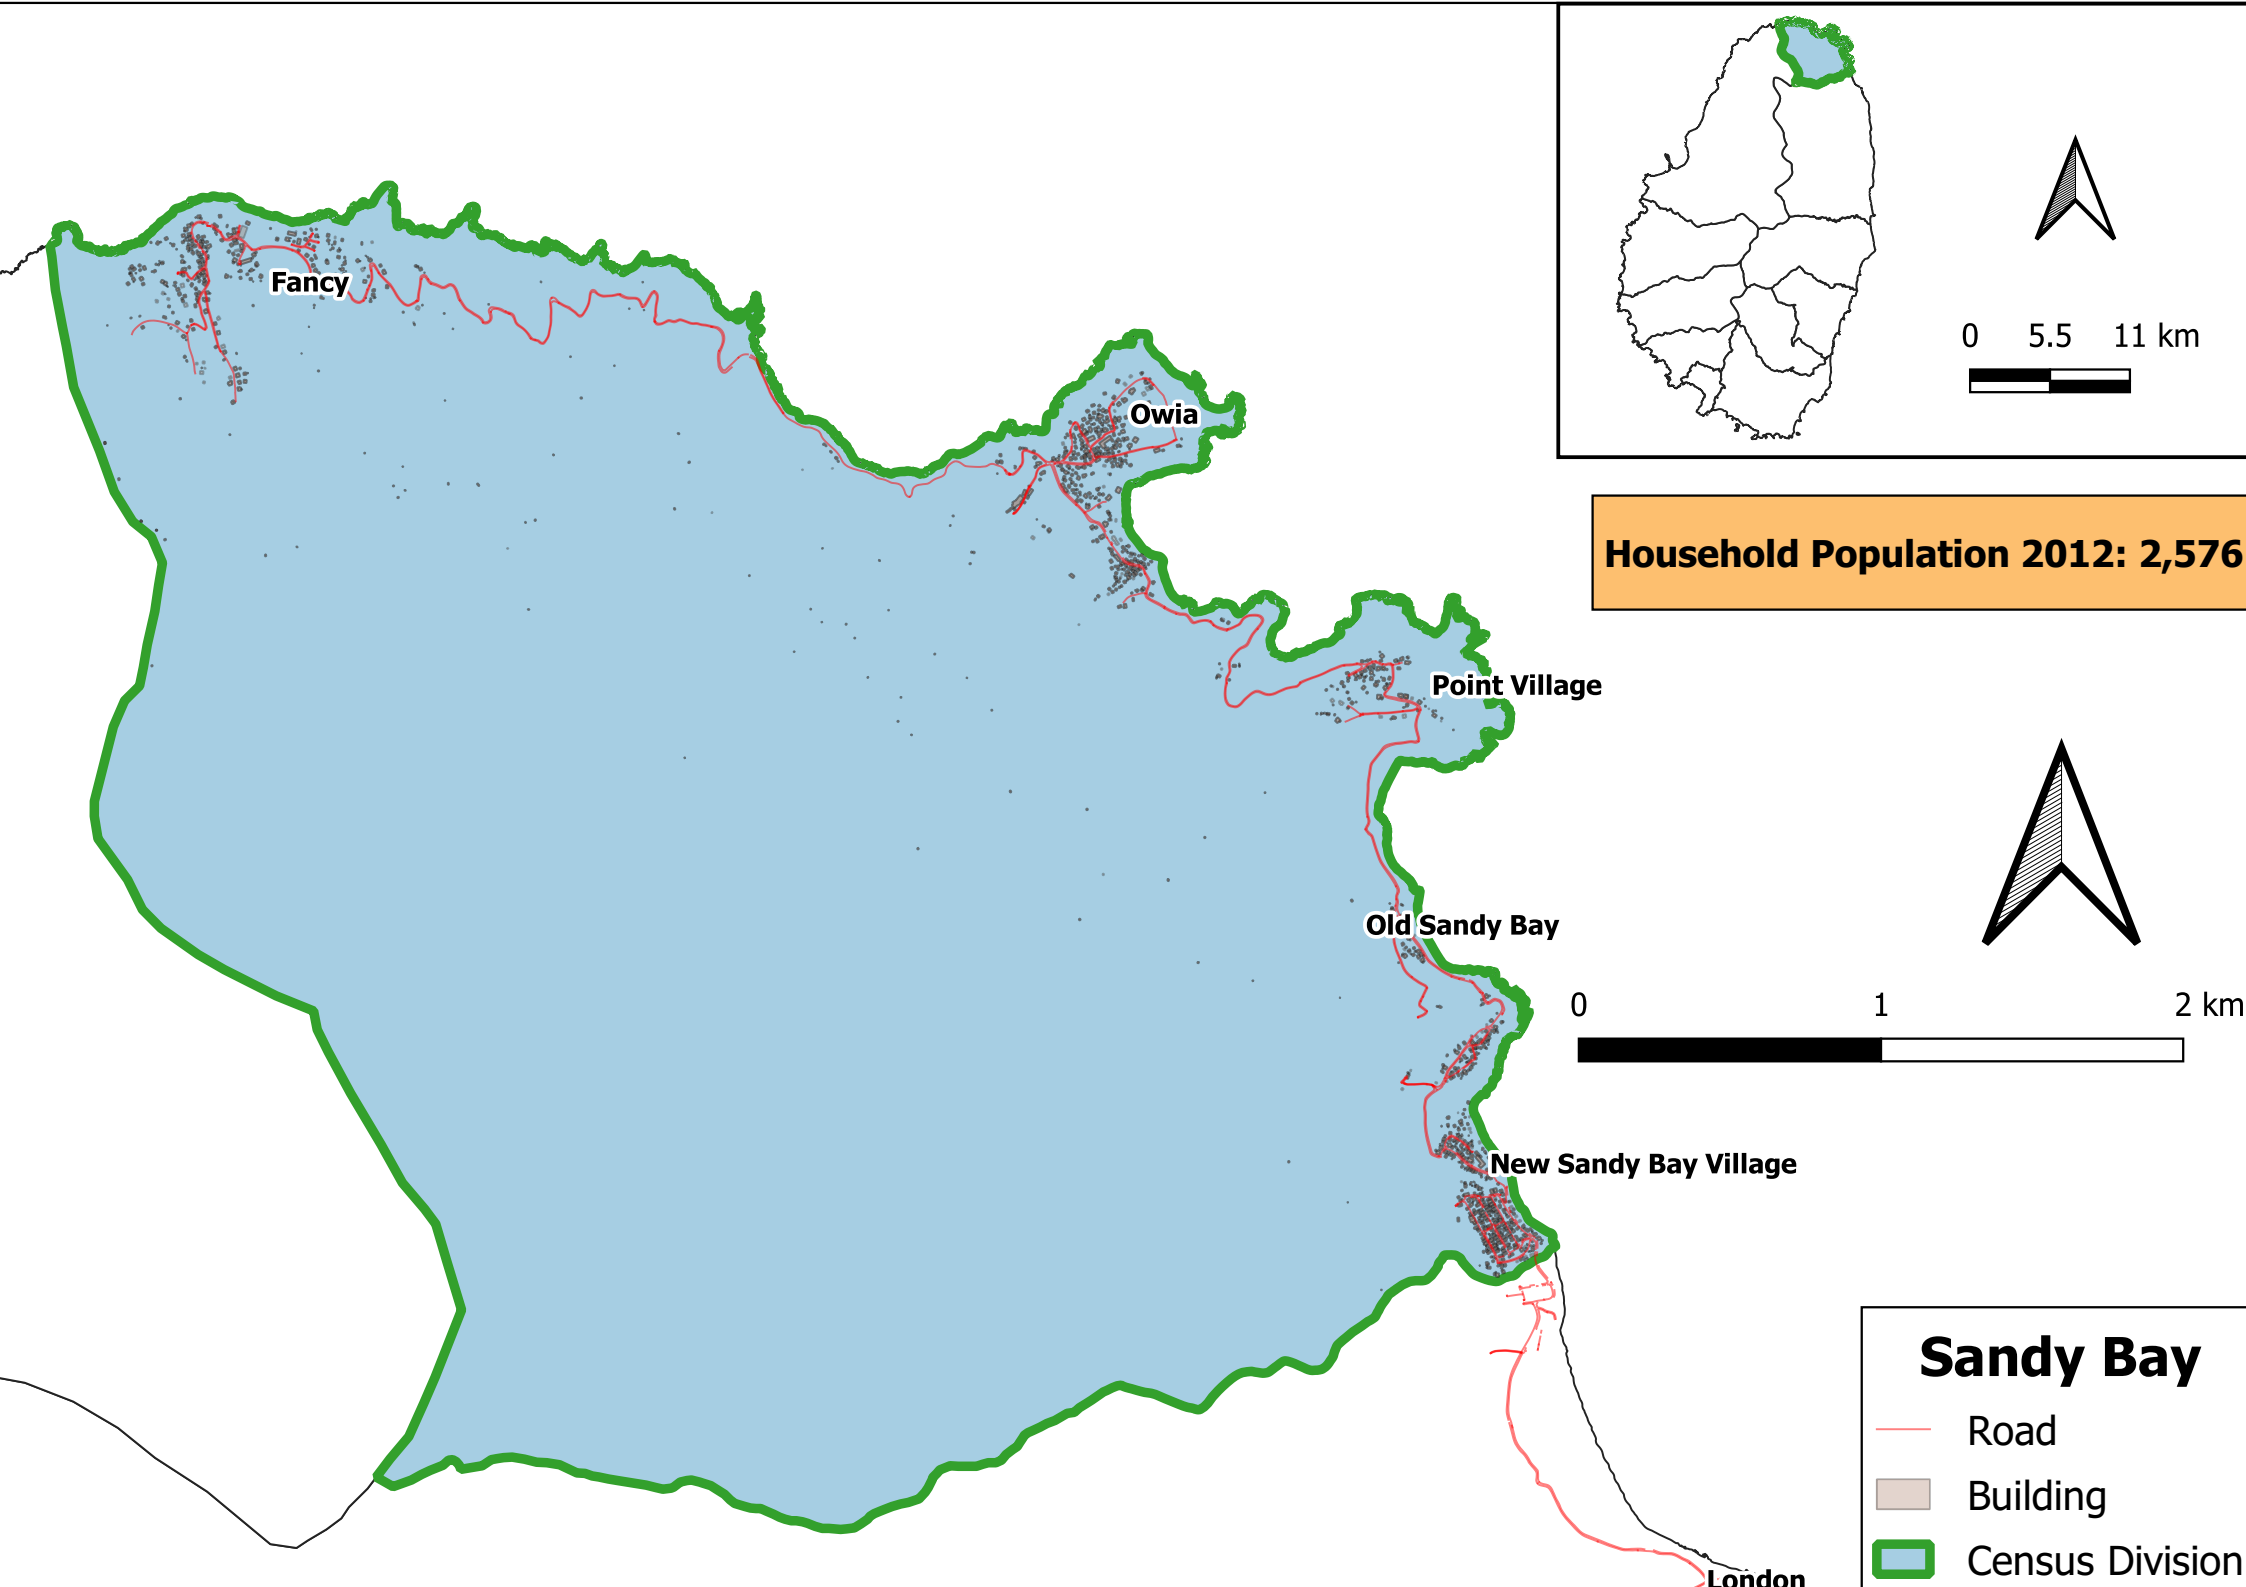 0 5.5 11 km
Household Population 2012: 2,576
Fancy
Owia
Point Village
Old Sandy Bay
0 1 2 km
New Sandy Bay Village
Sandy Bay
Road
Building
Census Division
London